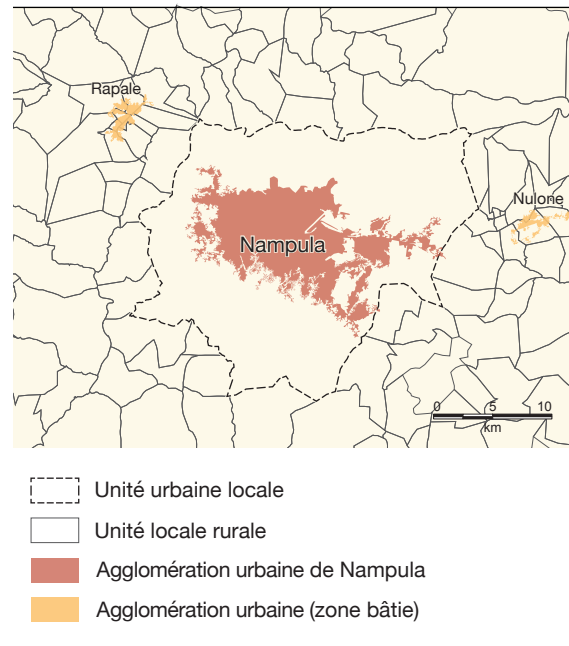 Rapale
Nulone
Nampula
0 5 10
km
Unité urbaine locale
Unité locale rurale
Agglomération urbaine de Nampula
Agglomération urbaine (zone bâtie)